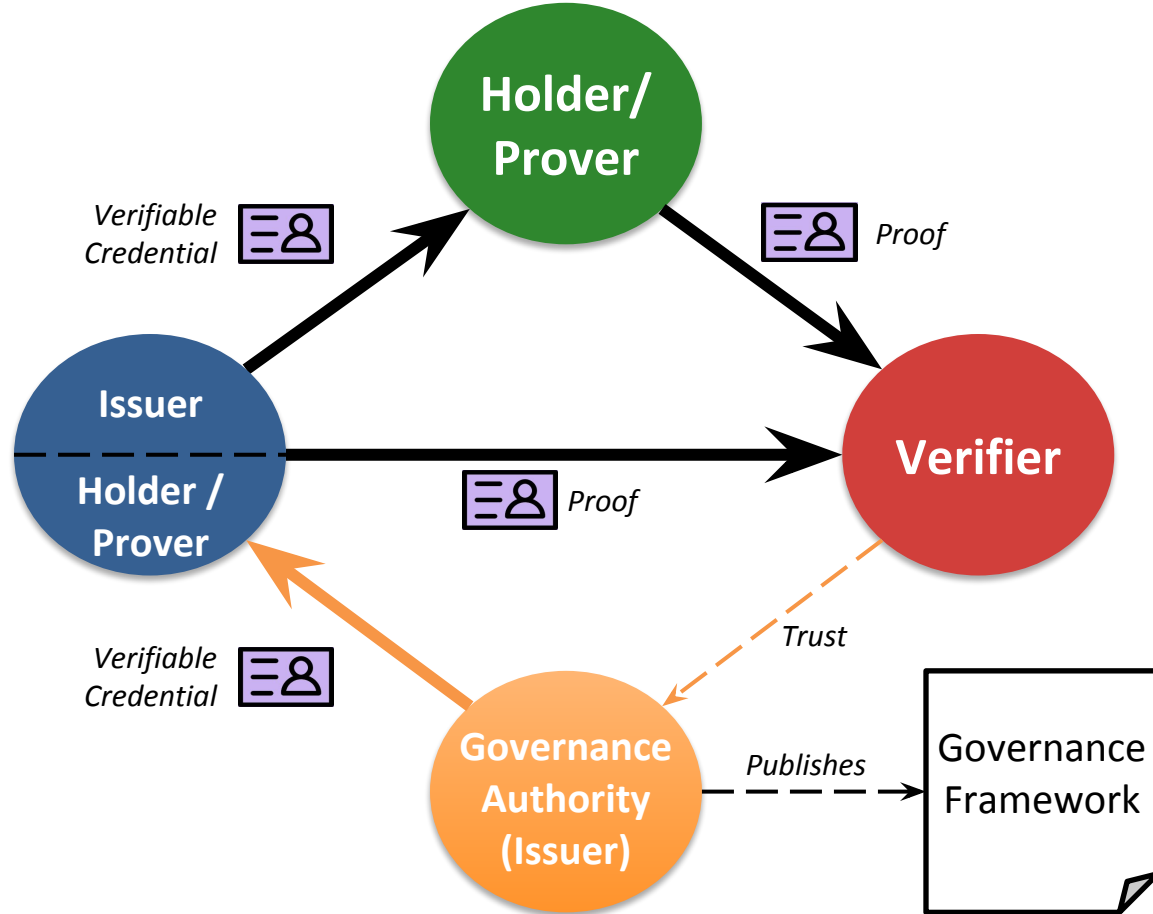 Holder/
Prover
Verifiable
Credential
Proof
Issuer
Holder /
Prover
Verifier
Proof
Verifiable
Credential
Trust
Governance
Authority
(Issuer)
Publishes
Governance
Framework